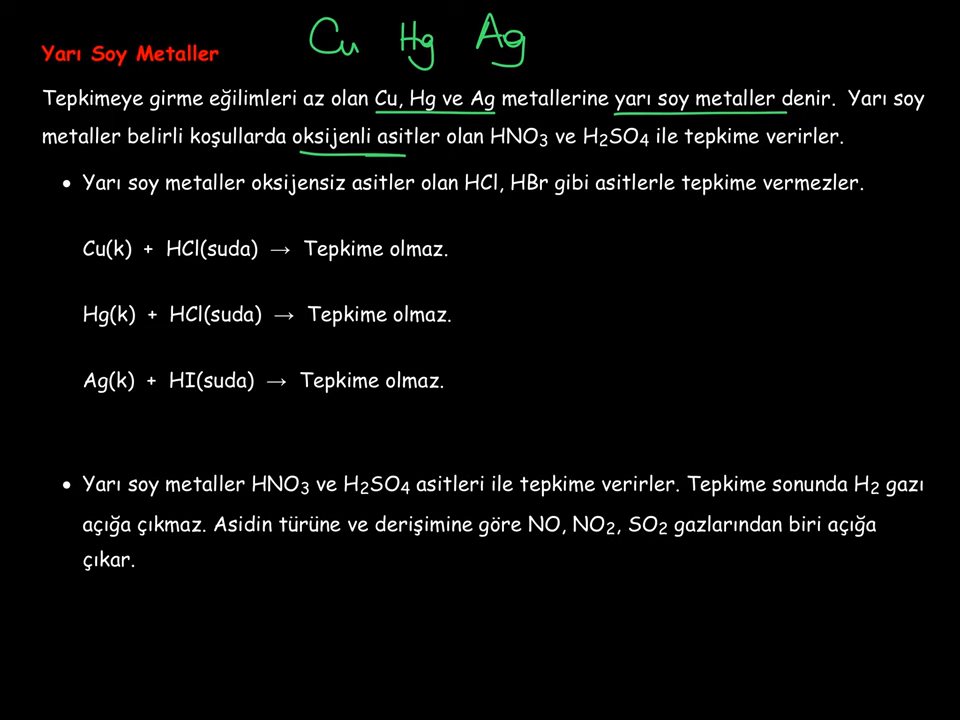 Cu Hg Ag
Yarı Soy Metaller
Tepkimeye girme eğilimleri az olan Cu, Hg ve Ag metallerine yarı soy metaller denir. Yarı soy
metaller belirli koşullarda oksijenli asitler olan HNO₃ ve H₂SO₄ ile tepkime verirler.
• Yarı soy metaller oksijensiz asitler olan HCl, HBr gibi asitlerle tepkime vermezler.
Cu(k) + HCl(suda) → Tepkime olmaz.
Hg(k) + HCl(suda) → Tepkime olmaz.
Ag(k) + HI(suda) → Tepkime olmaz.
• Yarı soy metaller HNO₃ ve H₂SO₄ asitleri ile tepkime verirler. Tepkime sonunda H₂ gazı
açığa çıkmaz. Asidin türüne ve derişimine göre NO, NO₂, SO₂ gazlarından biri açığa
çıkar.